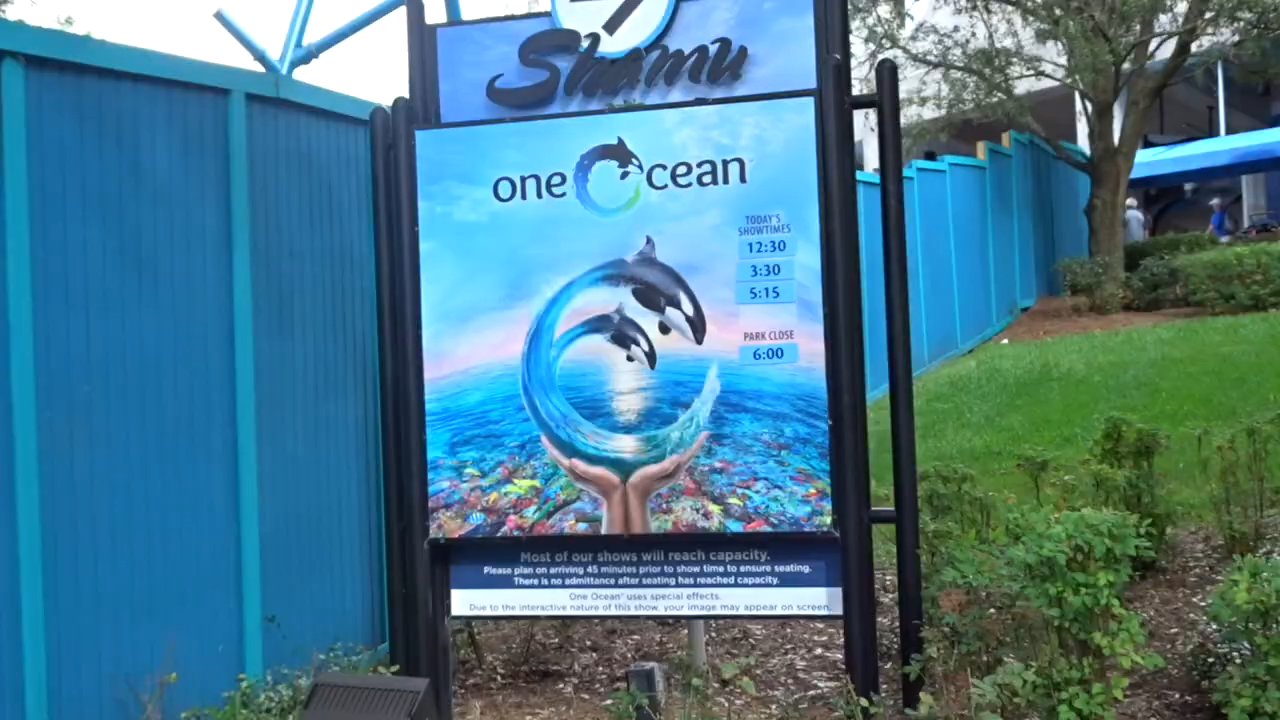 Shamu
one Ocean
TODAY'S
SHOWTIMES
12:30
3:30
5:15
PARK CLOSE
6:00
Most of our shows will reach capacity.
Please plan on arriving 45 minutes prior to show time to ensure seating.
There is no admittance after seating has reached capacity.
One Ocean® uses special effects.
Due to the interactive nature of this show, your image may appear on screen.